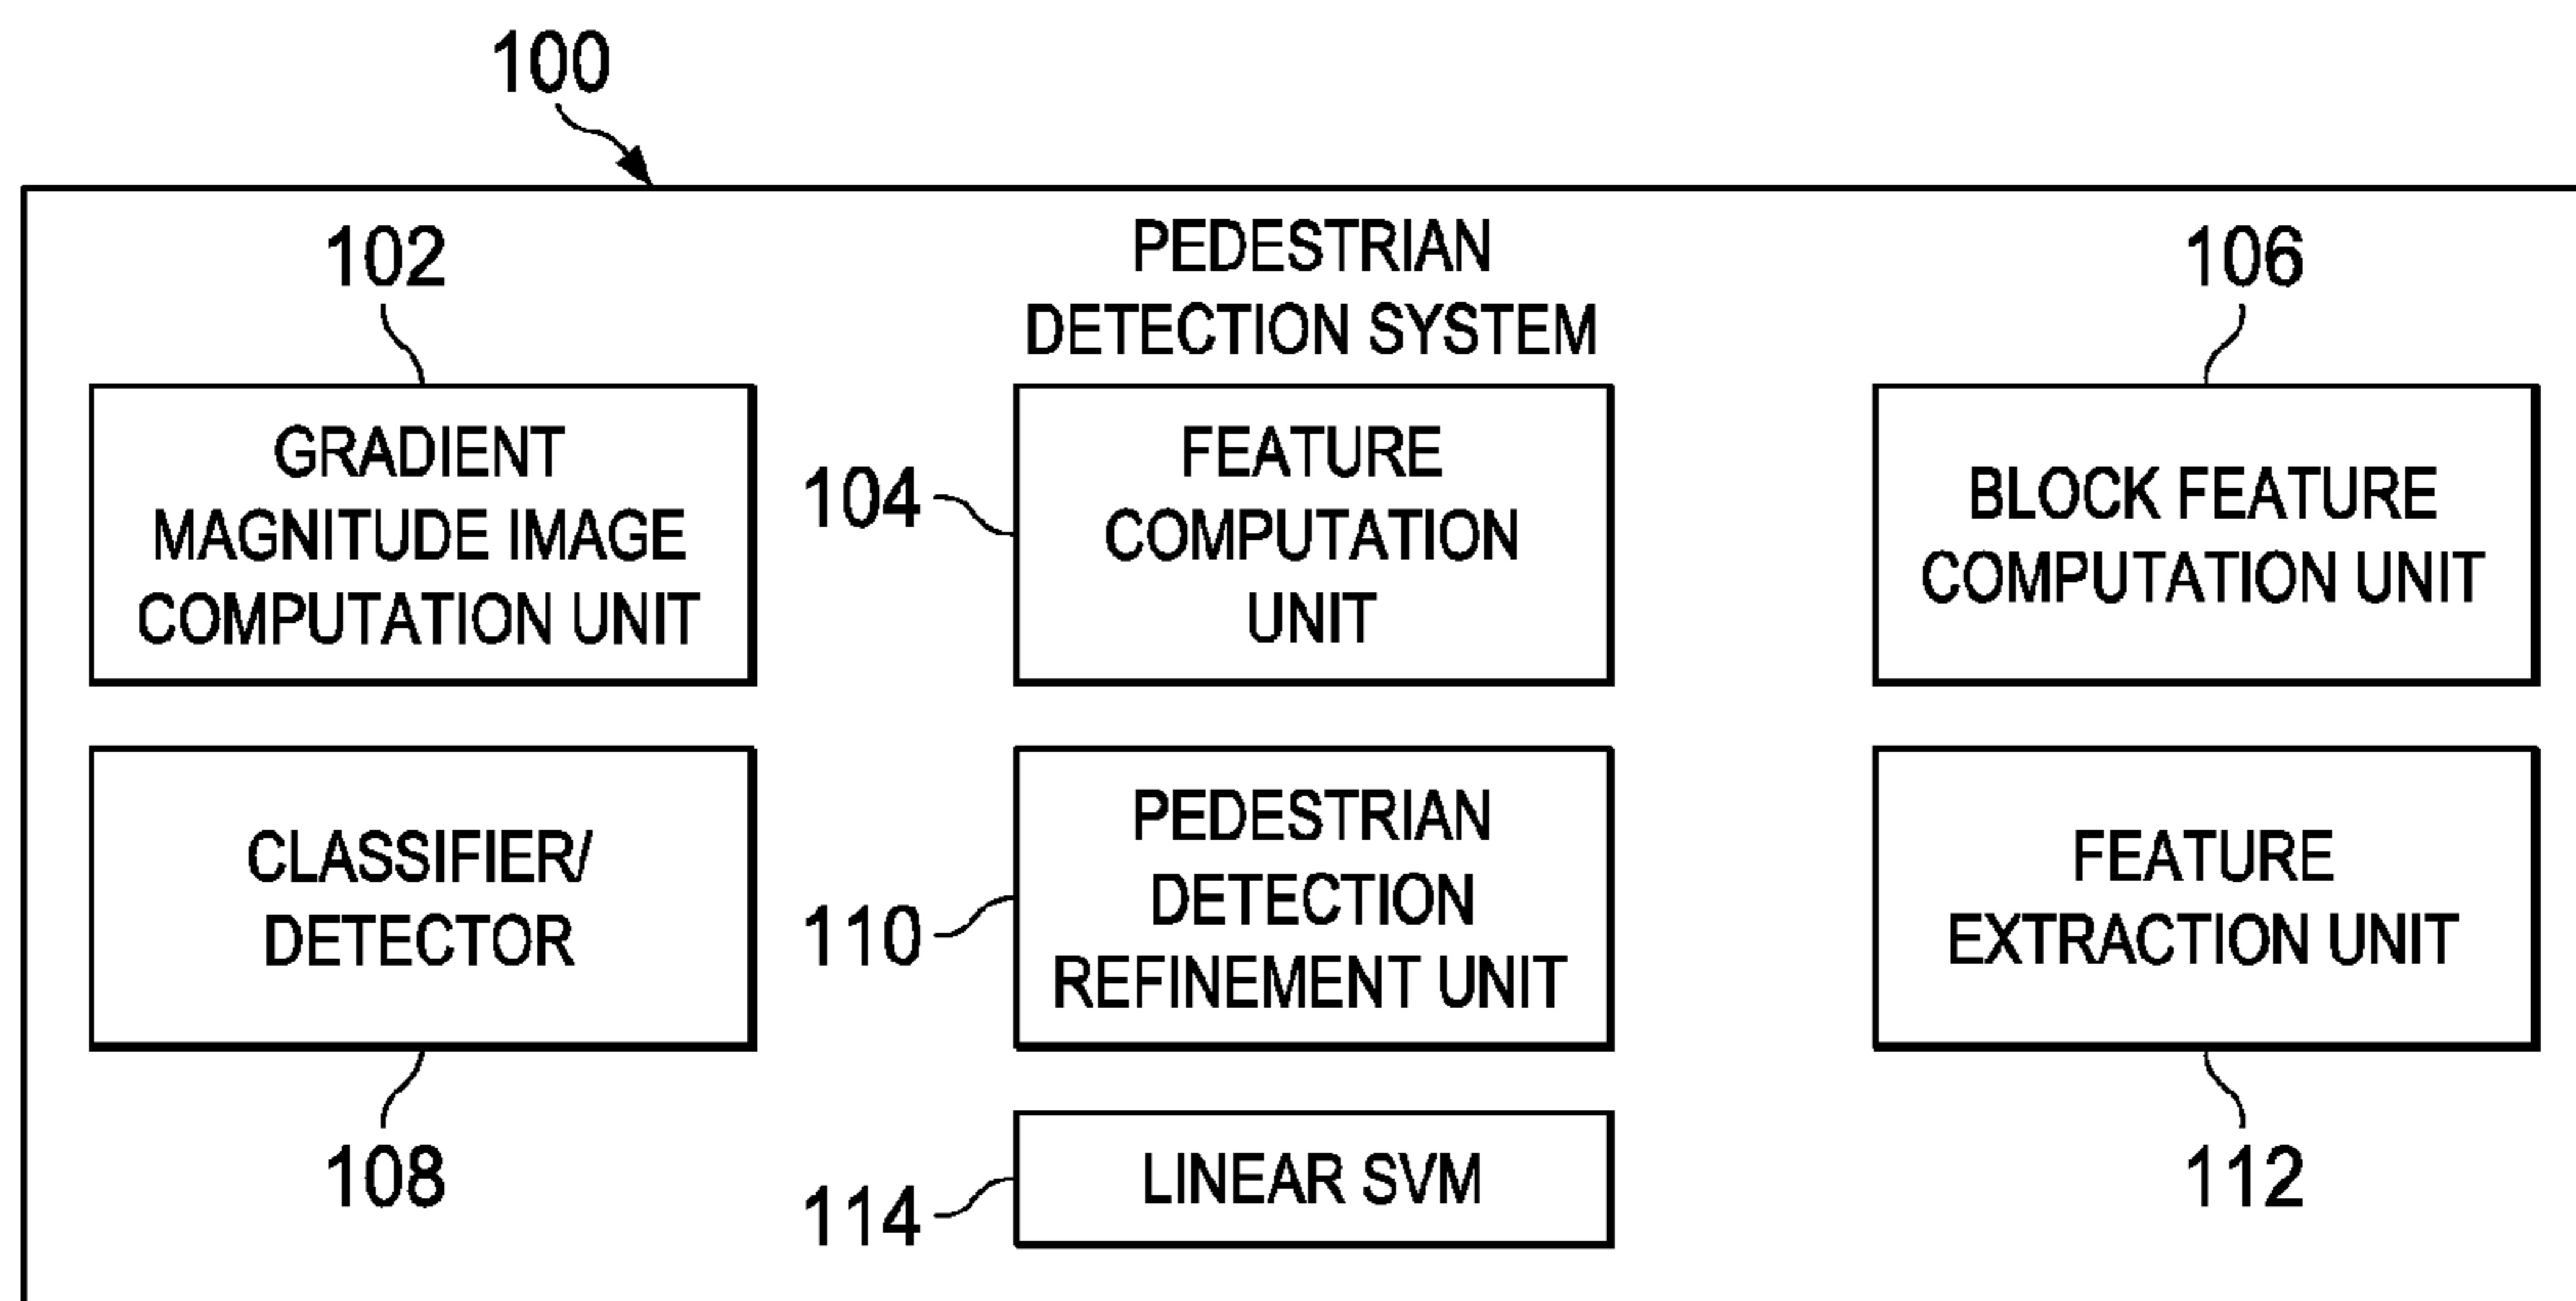 100
PEDESTRIAN
DETECTION SYSTEM
102
GRADIENT
MAGNITUDE IMAGE
COMPUTATION UNIT
104
FEATURE
COMPUTATION
UNIT
106
BLOCK FEATURE
COMPUTATION UNIT
CLASSIFIER/
DETECTOR
108
110
PEDESTRIAN
DETECTION
REFINEMENT UNIT
FEATURE
EXTRACTION UNIT
112
114
LINEAR SVM